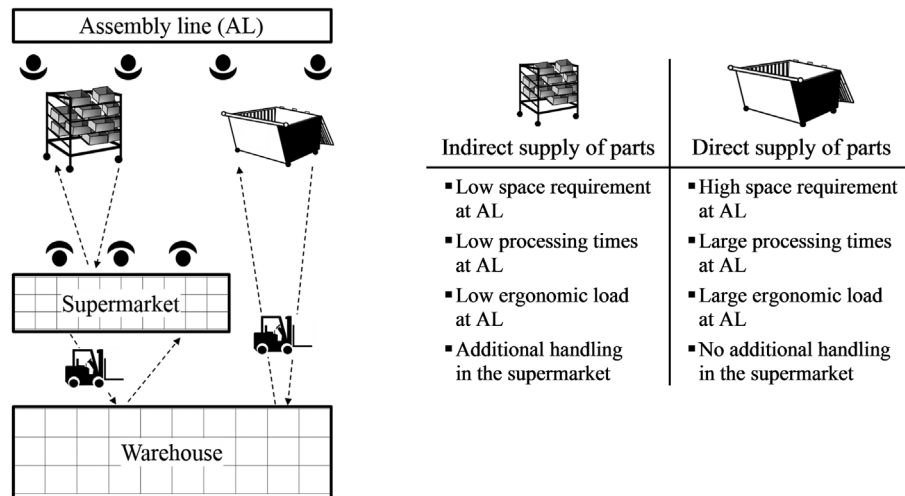 Assembly line (AL)
Supermarket
Warehouse
Indirect supply of parts
▪ Low space requirement
at AL
▪ Low processing times
at AL
▪ Low ergonomic load
at AL
▪ Additional handling
in the supermarket
Direct supply of parts
▪ High space requirement
at AL
▪ Large processing times
at AL
▪ Large ergonomic load
at AL
▪ No additional handling
in the supermarket